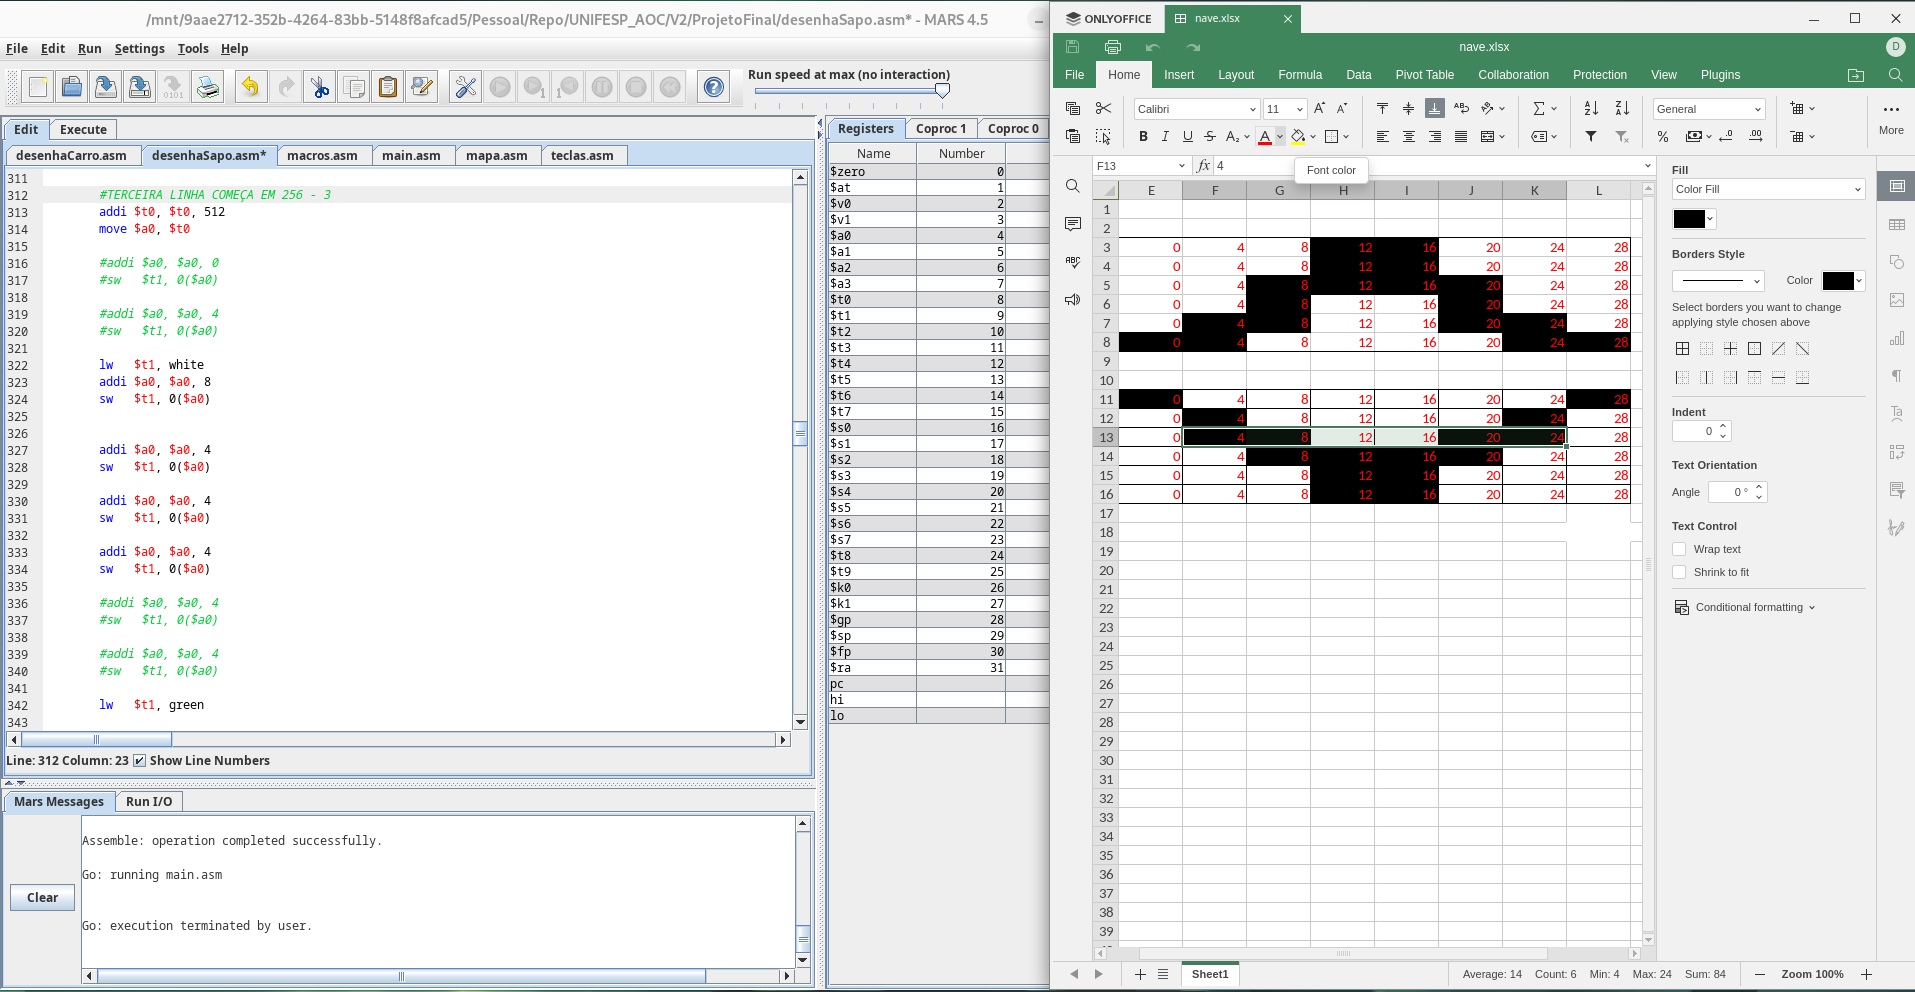 /mnt/9aae2712-352b-4264-83bb-5148f8afcad5/Pessoal/Repo/UNIFESP_AOC/V2/ProjetoFinal/desenhaSapo.asm* - MARS 4.5
File Edit Run Settings Tools Help
Run speed at max (no interaction)
Edit Execute
desenhaCarro.asm desenhaSapo.asm* macros.asm main.asm mapa.asm teclas.asm
311
312 #TERCEIRA LINHA COMEÇA EM 256 - 3
313 addi $t0, $t0, 512
314 move $a0, $t0
315
316 #addi $a0, $a0, 0
317 #sw $t1, 0($a0)
318
319 #addi $a0, $a0, 4
320 #sw $t1, 0($a0)
321
322 lw $t1, white
323 addi $a0, $a0, 8
324 sw $t1, 0($a0)
325
326
327 addi $a0, $a0, 4
328 sw $t1, 0($a0)
329
330 addi $a0, $a0, 4
331 sw $t1, 0($a0)
332
333 addi $a0, $a0, 4
334 sw $t1, 0($a0)
335
336 #addi $a0, $a0, 4
337 #sw $t1, 0($a0)
338
339 #addi $a0, $a0, 4
340 #sw $t1, 0($a0)
341
342 lw $t1, green
343
Line: 312 Column: 23 Show Line Numbers
Mars Messages Run I/O
Assemble: operation completed successfully.
Go: running main.asm
Go: execution terminated by user.
Clear
Registers Coproc 1 Coproc 0
Name Number
$zero 0
$at 1
$v0 2
$v1 3
$a0 4
$a1 5
$a2 6
$a3 7
$t0 8
$t1 9
$t2 10
$t3 11
$t4 12
$t5 13
$t6 14
$t7 15
$s0 16
$s1 17
$s2 18
$s3 19
$s4 20
$s5 21
$s6 22
$s7 23
$t8 24
$t9 25
$k0 26
$k1 27
$gp 28
$sp 29
$fp 30
$ra 31
pc
hi
lo
ONLYOFFICE nave.xlsx
nave.xlsx D
File Home Insert Layout Formula Data Pivot Table Collaboration Protection View Plugins
Calibri 11 General More
F13 fx 4
Font color
E F G H I J K L
1
2
3 0 4 8 12 16 20 24 28
4 0 4 8 12 16 20 24 28
5 0 4 8 12 16 20 24 28
6 0 4 8 12 16 20 24 28
7 0 4 8 12 16 20 24 28
8 0 4 8 12 16 20 24 28
9
10
11 0 4 8 12 16 20 24 28
12 0 4 8 12 16 20 24 28
13 0 4 8 12 16 20 24 28
14 0 4 8 12 16 20 24 28
15 0 4 8 12 16 20 24 28
16 0 4 8 12 16 20 24 28
17
18
19
20
21
22
23
24
25
26
27
28
29
30
31
32
33
34
35
36
37
38
39
Fill
Color Fill
Borders Style
Color
Select borders you want to change
applying style chosen above
Indent
0
Text Orientation
Angle 0 °
Text Control
Wrap text
Shrink to fit
Conditional formatting
Sheet1 Average: 14 Count: 6 Min: 4 Max: 24 Sum: 84 Zoom 100%